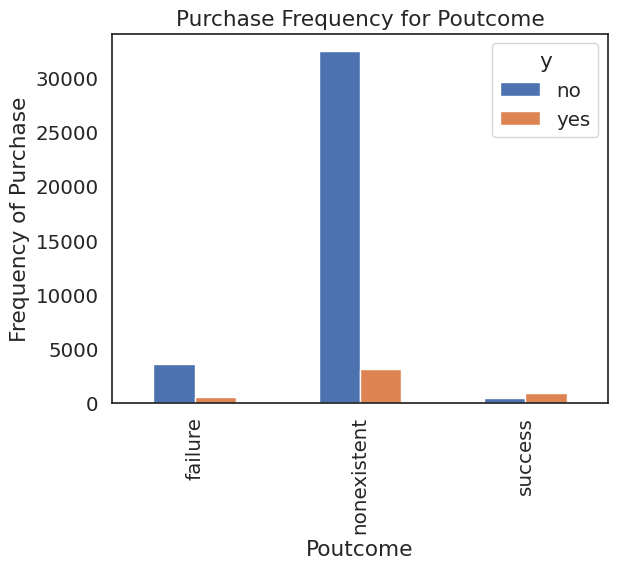 Purchase Frequency for Poutcome
y
no
yes
Frequency of Purchase
30000
25000
20000
15000
10000
5000
0
failure
nonexistent
success
Poutcome